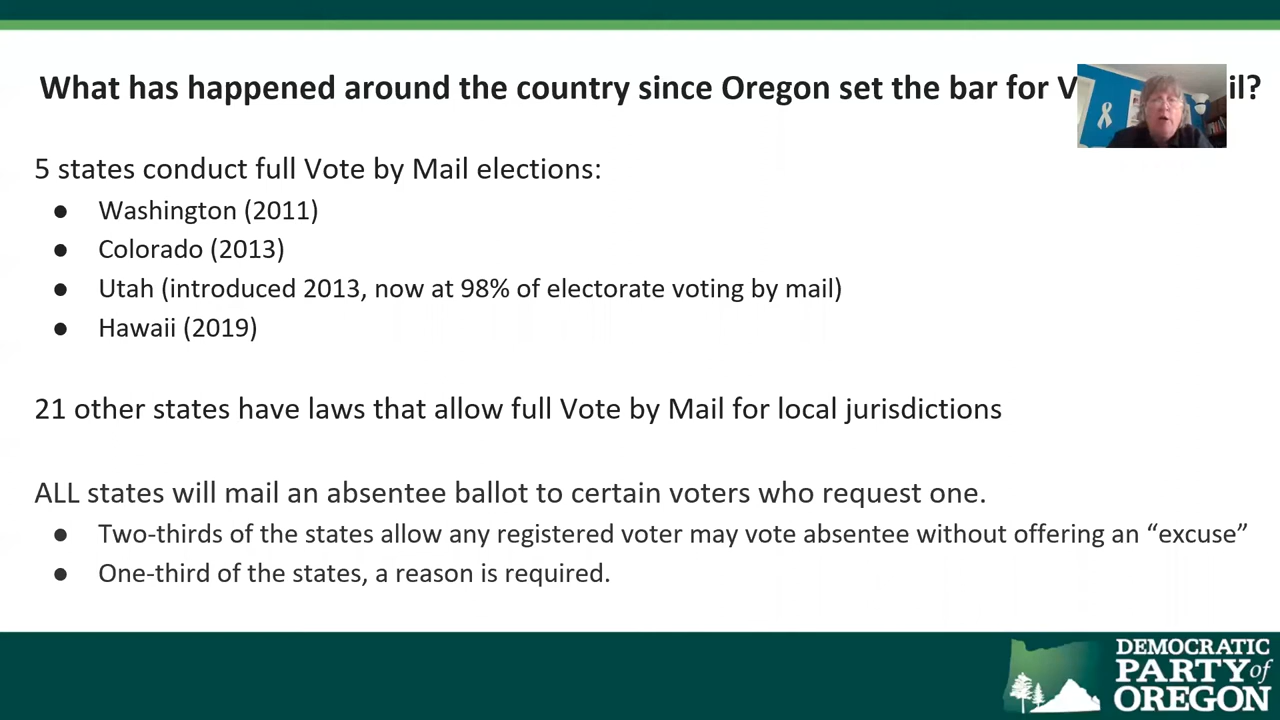 What has happened around the country since Oregon set the bar for V il?
5 states conduct full Vote by Mail elections:
● Washington (2011)
● Colorado (2013)
● Utah (introduced 2013, now at 98% of electorate voting by mail)
● Hawaii (2019)
21 other states have laws that allow full Vote by Mail for local jurisdictions
ALL states will mail an absentee ballot to certain voters who request one.
● Two-thirds of the states allow any registered voter may vote absentee without offering an “excuse”
● One-third of the states, a reason is required.
DEMOCRATIC
PARTY of
OREGON